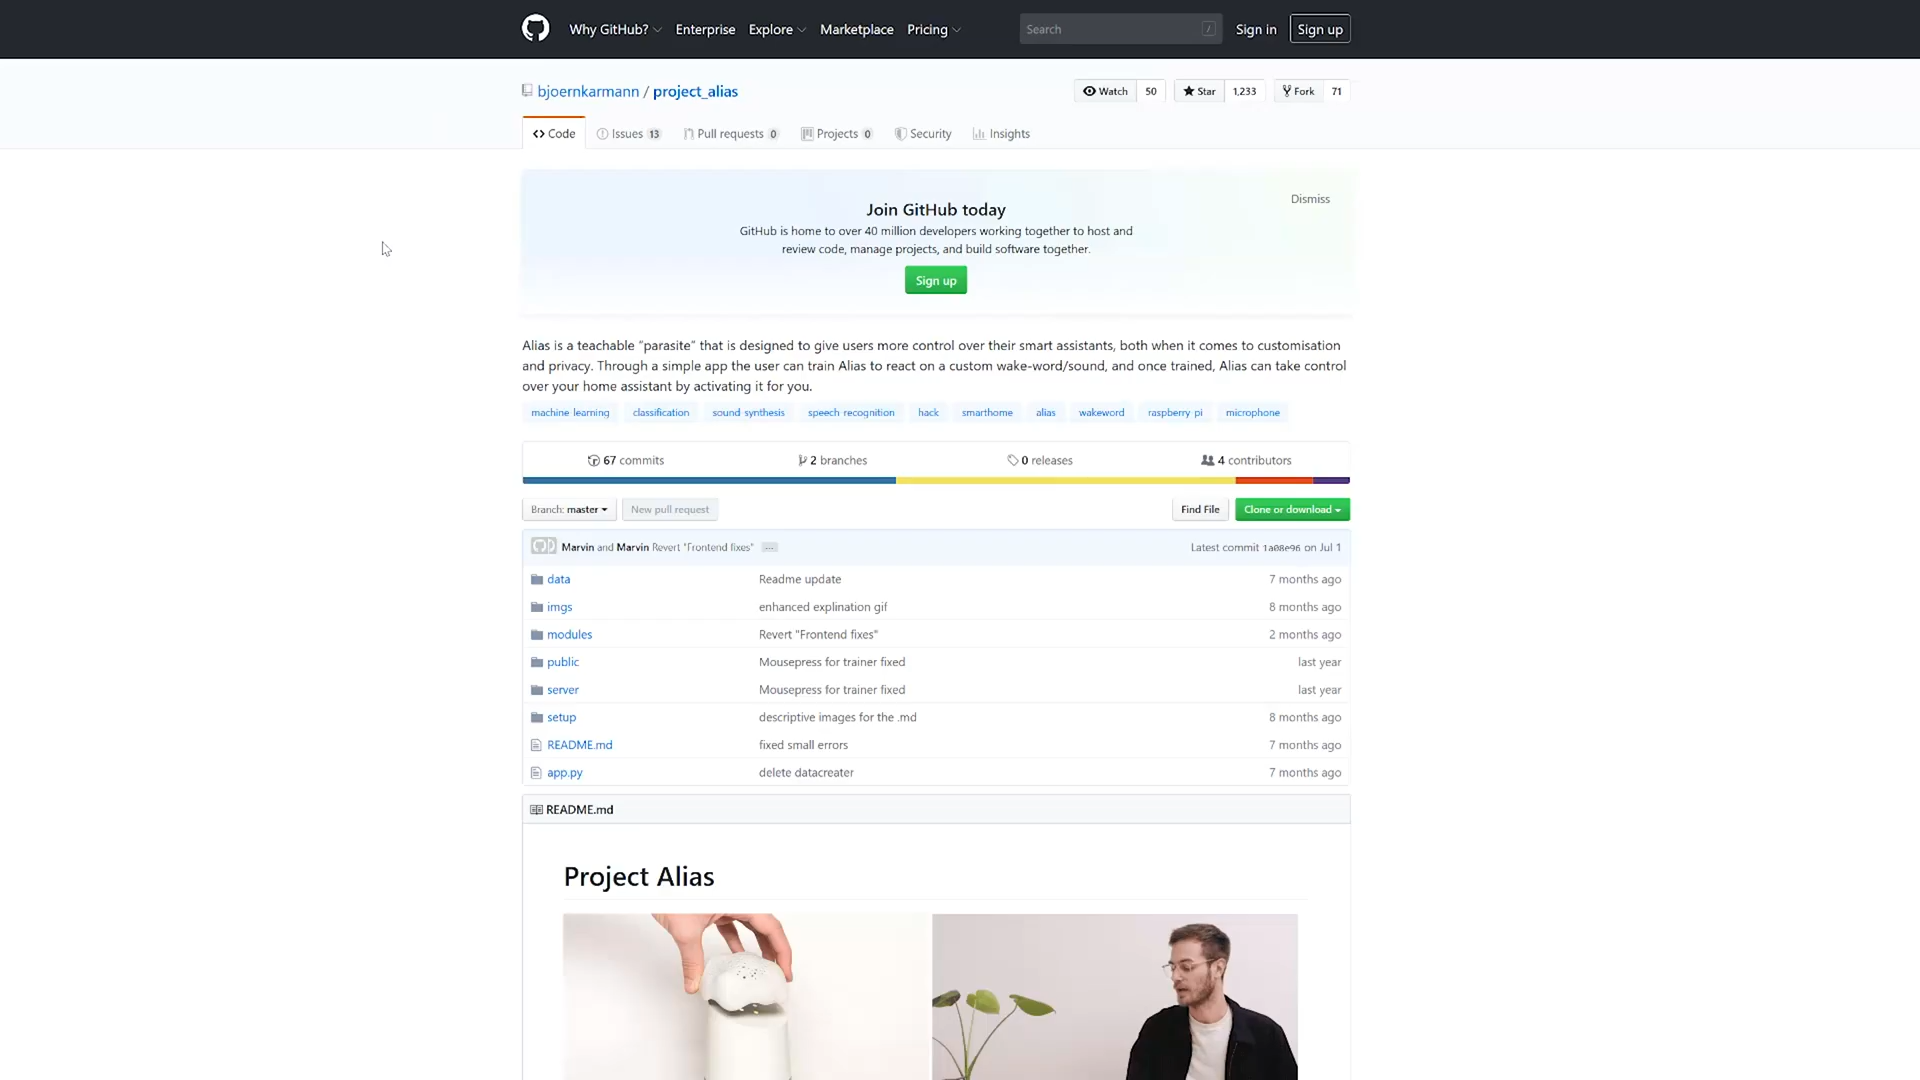 Why GitHub? Enterprise Explore Marketplace Pricing Search / Sign in Sign up
bjoernkarmann / project_alias Watch 50 Star 1,233 Fork 71
Code Issues 13 Pull requests 0 Projects 0 Security Insights
Dismiss
Join GitHub today
GitHub is home to over 40 million developers working together to host and
review code, manage projects, and build software together.
Sign up
Alias is a teachable “parasite” that is designed to give users more control over their smart assistants, both when it comes to customisation
and privacy. Through a simple app the user can train Alias to react on a custom wake-word/sound, and once trained, Alias can take control
over your home assistant by activating it for you.
machine learning classification sound synthesis speech recognition hack smarthome alias wakeword raspberry pi microphone
67 commits 2 branches 0 releases 4 contributors
Branch: master New pull request Find File Clone or download
Marvin and Marvin Revert "Frontend fixes" ... Latest commit 1a08e96 on Jul 1
data Readme update 7 months ago
imgs enhanced explination gif 8 months ago
modules Revert "Frontend fixes" 2 months ago
public Mousepress for trainer fixed last year
server Mousepress for trainer fixed last year
setup descriptive images for the .md 8 months ago
README.md fixed small errors 7 months ago
app.py delete datacreater 7 months ago
README.md
Project Alias